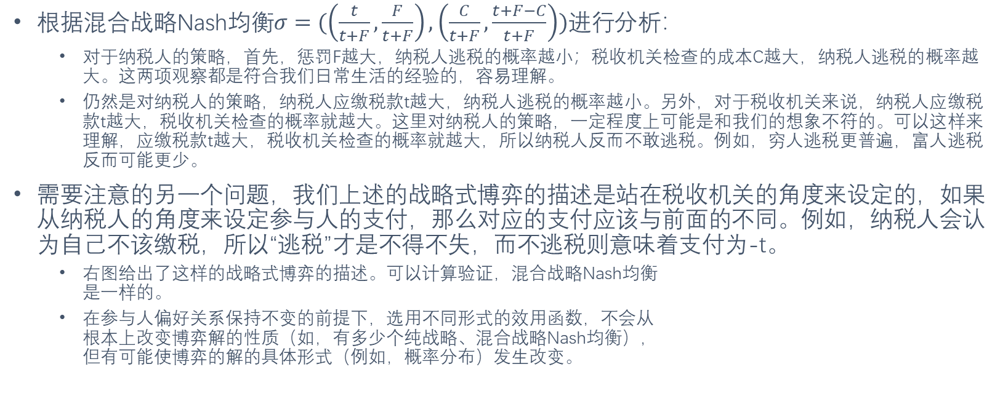 • 根据混合战略Nash均衡σ = ((t/(t+F), F/(t+F)), (C/(t+F), (t+F−C)/(t+F)))进行分析：
• 对于纳税人的策略，首先，惩罚F越大，纳税人逃税的概率越小；税收机关检查的成本C越大，纳税人逃税的概率越
大。这两项观察都是符合我们日常生活的经验的，容易理解。
• 仍然是对纳税人的策略，纳税人应缴税款t越大，纳税人逃税的概率越小。另外，对于税收机关来说，纳税人应缴税
款t越大，税收机关检查的概率就越大。这里对纳税人的策略，一定程度上可能是和我们的想象不符的。可以这样来
理解，应缴税款t越大，税收机关检查的概率就越大，所以纳税人反而不敢逃税。例如，穷人逃税更普遍，富人逃税
反而可能更少。
• 需要注意的另一个问题，我们上述的战略式博弈的描述是站在税收机关的角度来设定的，如果
从纳税人的角度来设定参与人的支付，那么对应的支付应该与前面的不同。例如，纳税人会认
为自己不该缴税，所以“逃税”才是不得不失，而不逃税则意味着支付为-t。
• 右图给出了这样的战略式博弈的描述。可以计算验证，混合战略Nash均衡
是一样的。
• 在参与人偏好关系保持不变的前提下，选用不同形式的效用函数，不会从
根本上改变博弈解的性质（如，有多少个纯战略、混合战略Nash均衡），
但有可能使博弈的解的具体形式（例如，概率分布）发生改变。